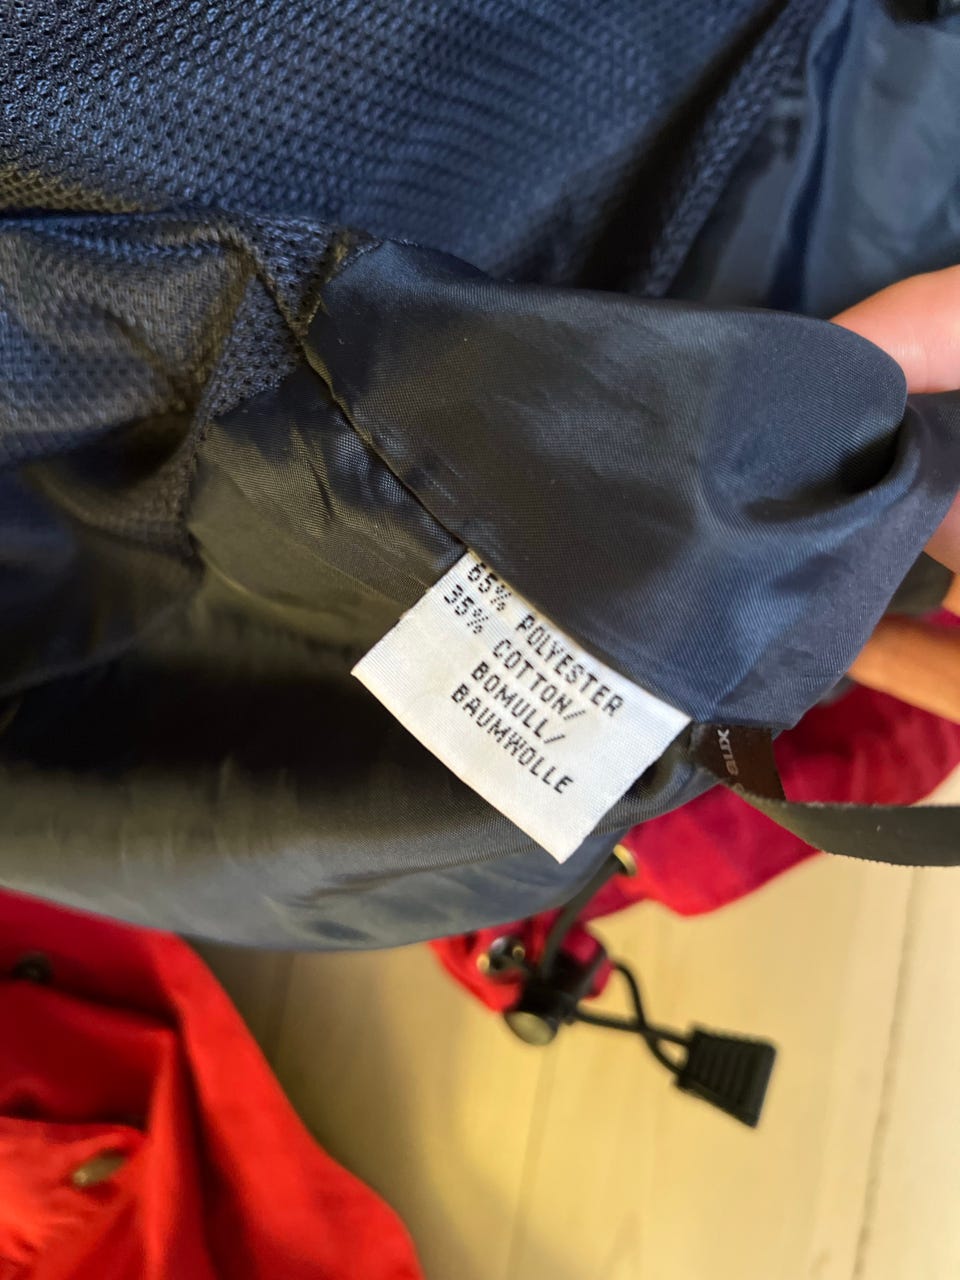 65% POLYESTER
35% COTTON/
BOMULL/
BAUMWOLLE